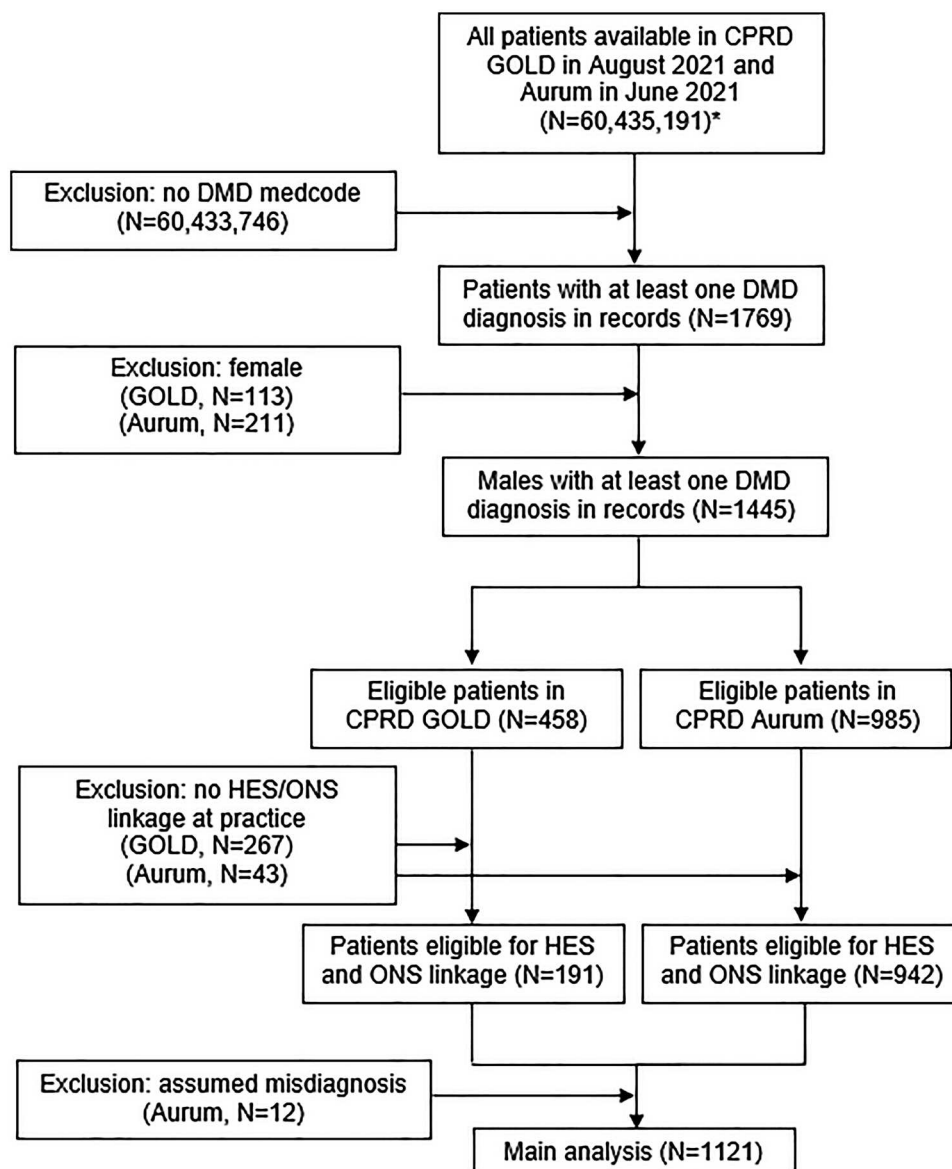 All patients available in CPRD
GOLD in August 2021 and
Aurum in June 2021
(N=60,435,191)*
Exclusion: no DMD medcode
(N=60,433,746)
Patients with at least one DMD
diagnosis in records (N=1769)
Exclusion: female
(GOLD, N=113)
(Aurum, N=211)
Males with at least one DMD
diagnosis in records (N=1445)
Eligible patients in
CPRD GOLD (N=458)
Eligible patients in
CPRD Aurum (N=985)
Exclusion: no HES/ONS
linkage at practice
(GOLD, N=267)
(Aurum, N=43)
Patients eligible for HES
and ONS linkage (N=191)
Patients eligible for HES
and ONS linkage (N=942)
Exclusion: assumed misdiagnosis
(Aurum, N=12)
Main analysis (N=1121)